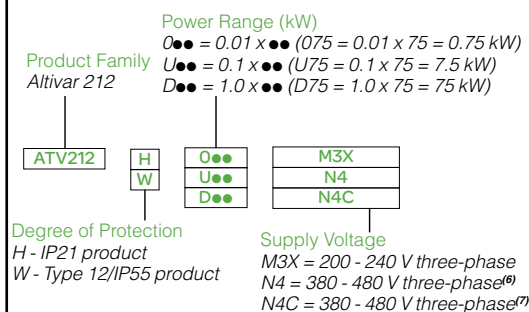 Power Range (kW)
0●● = 0.01 x ●● (075 = 0.01 x 75 = 0.75 kW)
U●● = 0.1 x ●● (U75 = 0.1 x 75 = 7.5 kW)
D●● = 1.0 x ●● (D75 = 1.0 x 75 = 75 kW)
Product Family
Altivar 212
ATV212 H 0●● M3X
W U●● N4
D●● N4C
Degree of Protection
H - IP21 product
W - Type 12/IP55 product
Supply Voltage
M3X = 200 - 240 V three-phase
N4 = 380 - 480 V three-phase(6)
N4C = 380 - 480 V three-phase(7)